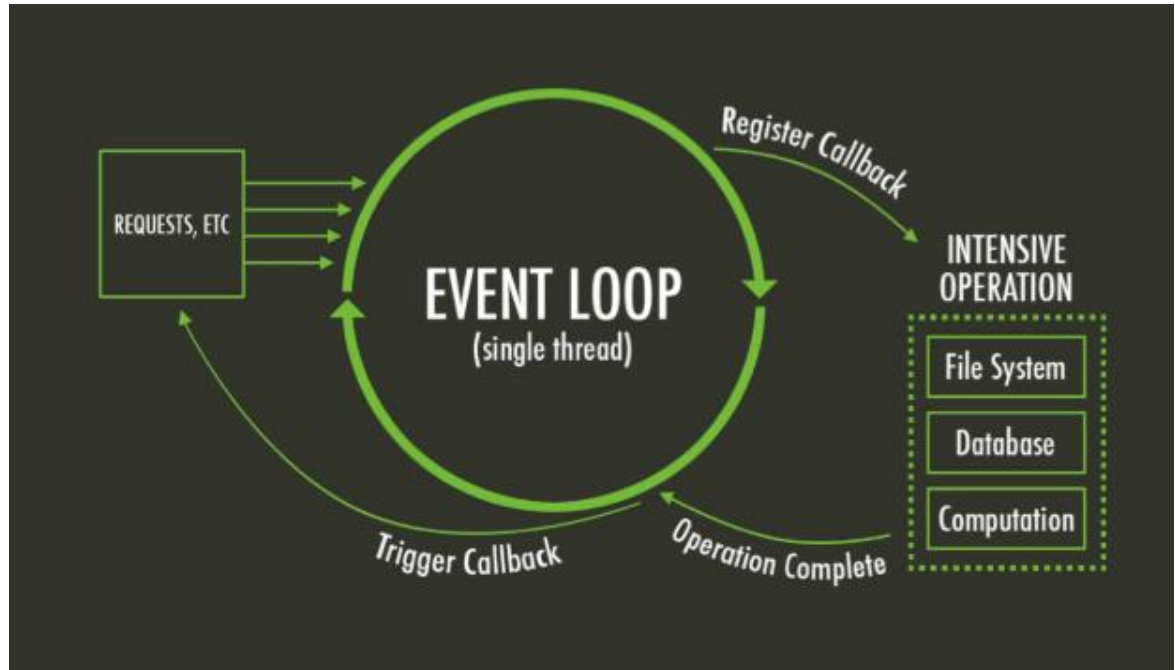 REQUESTS, ETC
EVENT LOOP
(single thread)
Register Callback
INTENSIVE
OPERATION
File System
Database
Computation
Operation Complete
Trigger Callback